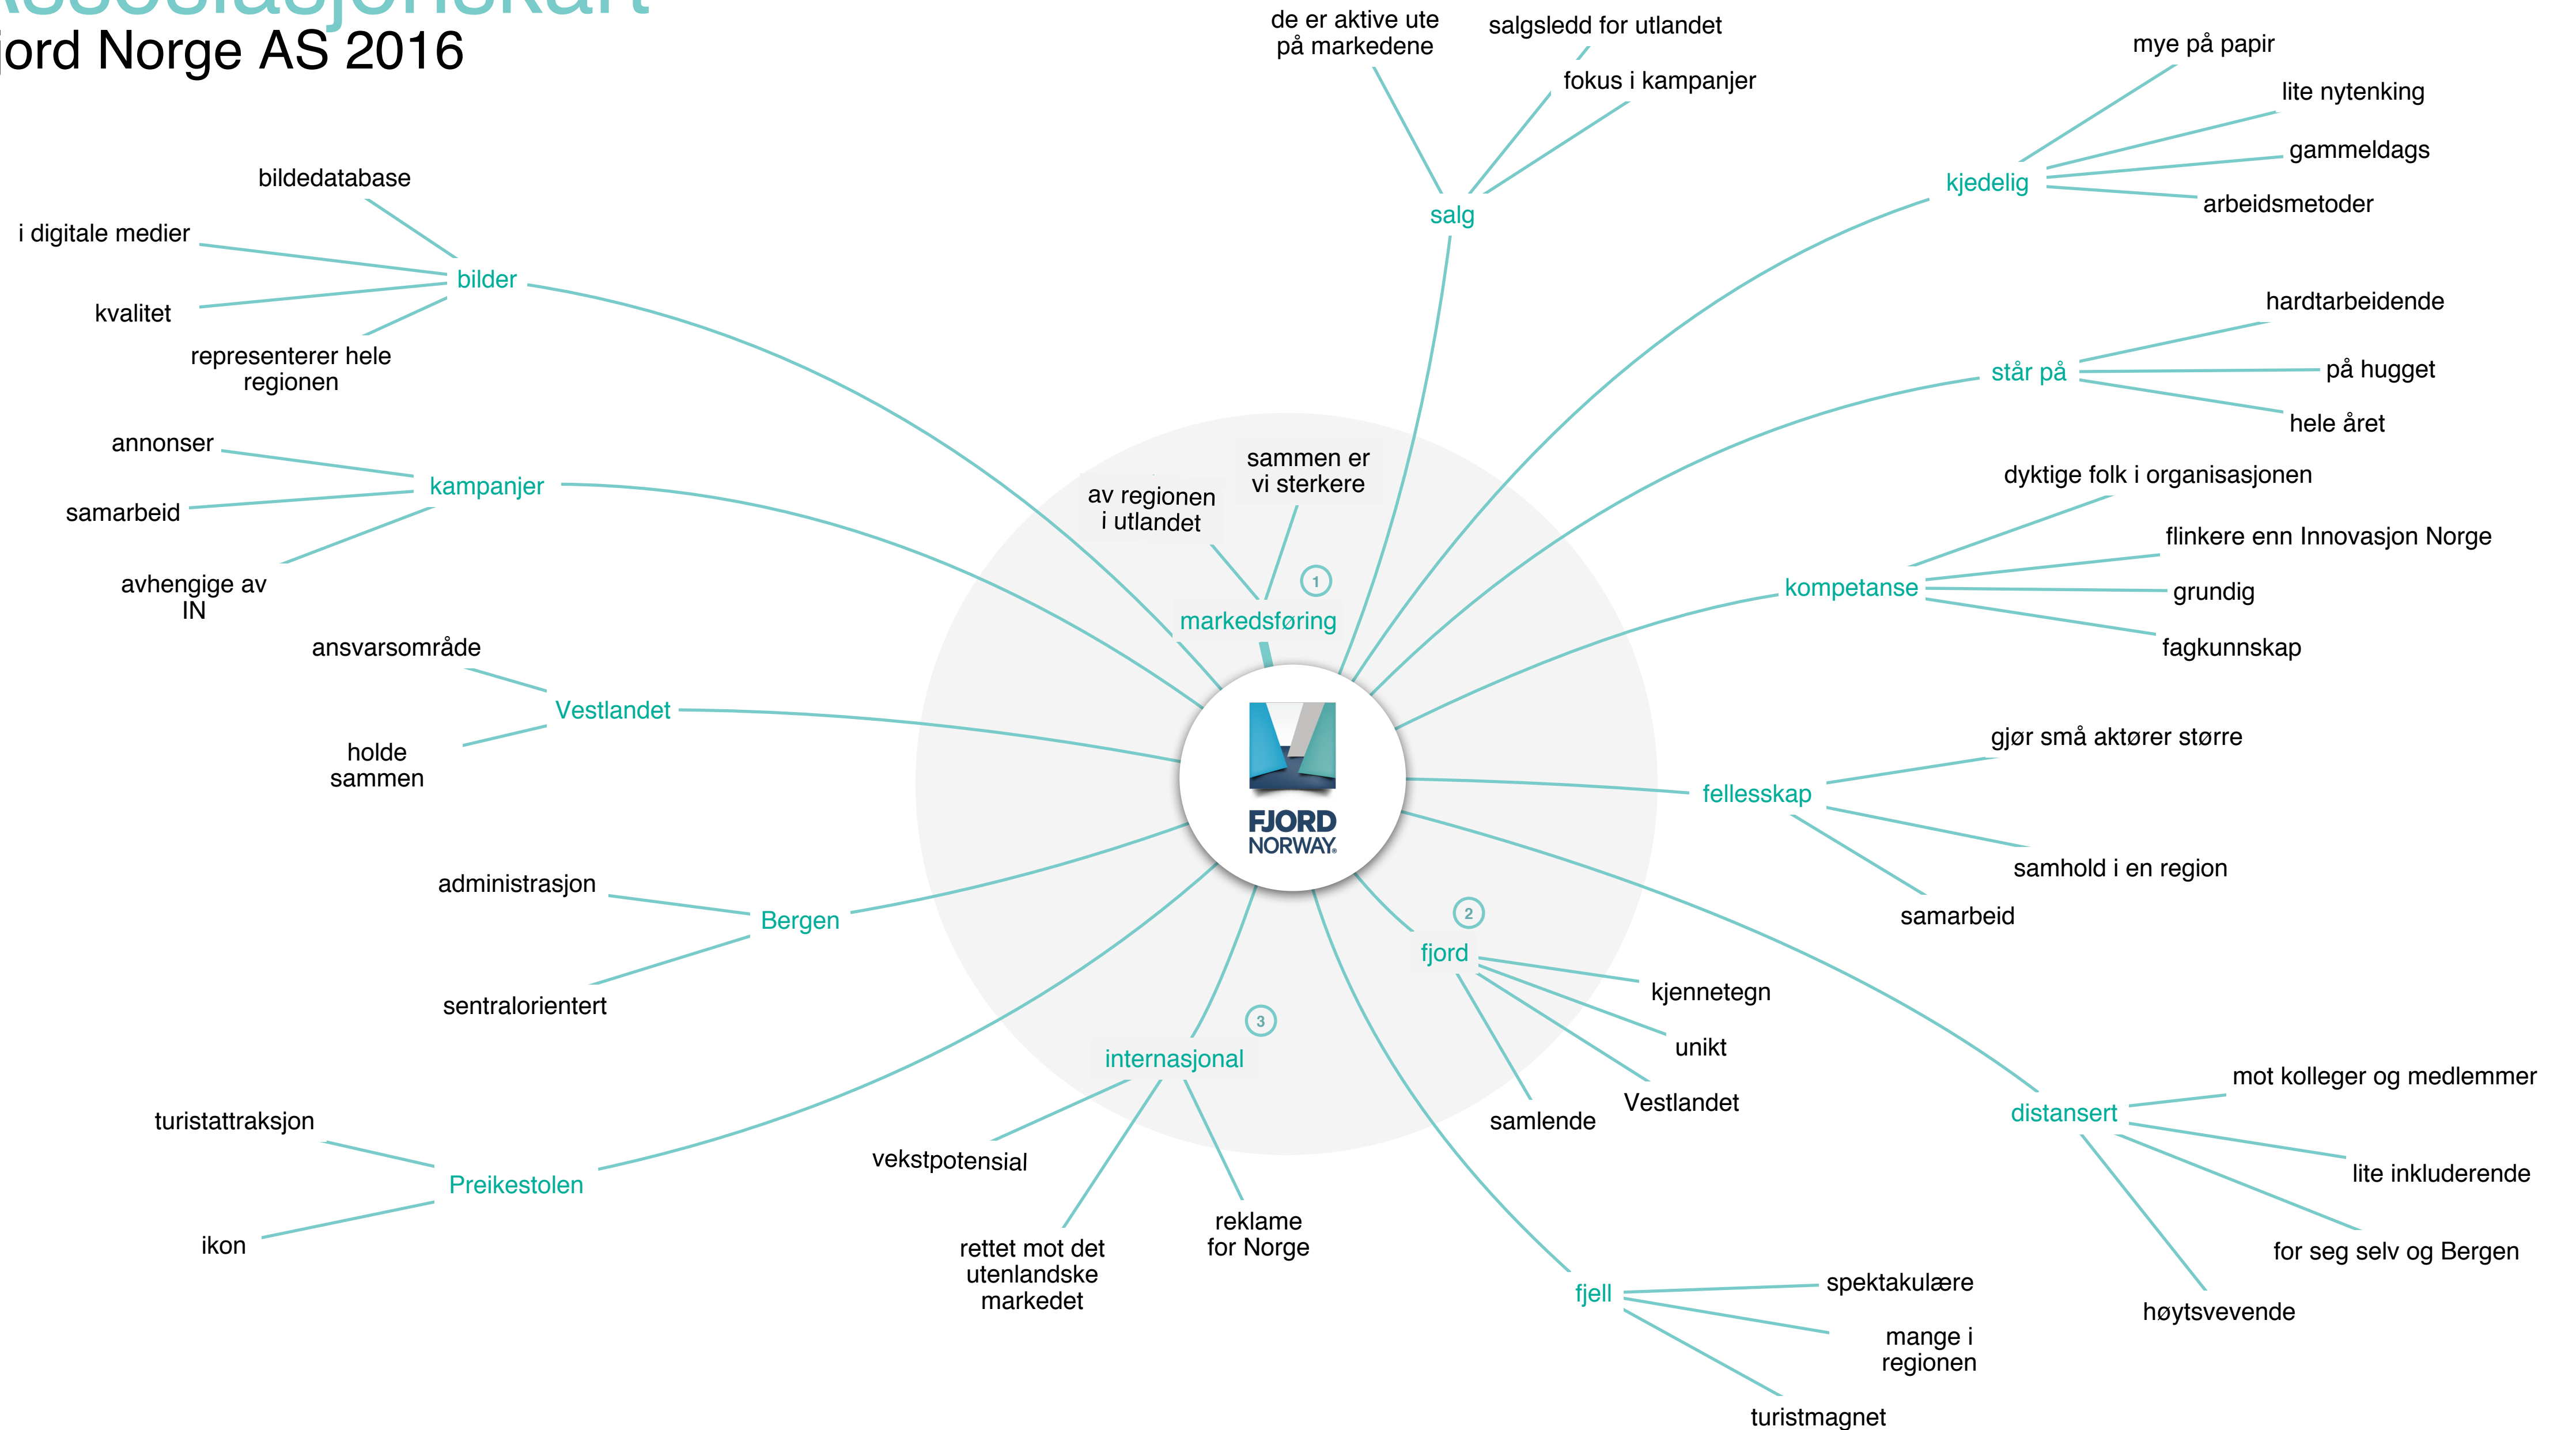 Assosiasjonskart
jord Norge AS 2016
de er aktive ute
på markedene
salgsledd for utlandet
fokus i kampanjer
salg
mye på papir
lite nytenking
gammeldags
arbeidsmetoder
kjedelig
bildedatabase
i digitale medier
kvalitet
representerer hele
regionen
bilder
hardtarbeidende
på hugget
hele året
står på
annonser
samarbeid
avhengige av
IN
kampanjer
av regionen
i utlandet
sammen er
vi sterkere
1
markedsføring
dyktige folk i organisasjonen
flinkere enn Innovasjon Norge
grundig
fagkunnskap
kompetanse
ansvarsområde
holde
sammen
Vestlandet
FJORD
NORWAY®
gjør små aktører større
samhold i en region
samarbeid
fellesskap
administrasjon
sentralorientert
Bergen
2
fjord
kjennetegn
unikt
Vestlandet
samlende
3
internasjonal
vekstpotensial
rettet mot det
utenlandske
markedet
reklame
for Norge
mot kolleger og medlemmer
lite inkluderende
for seg selv og Bergen
høytsvevende
distansert
turistattraksjon
ikon
Preikestolen
fjell
spektakulære
mange i
regionen
turistmagnet